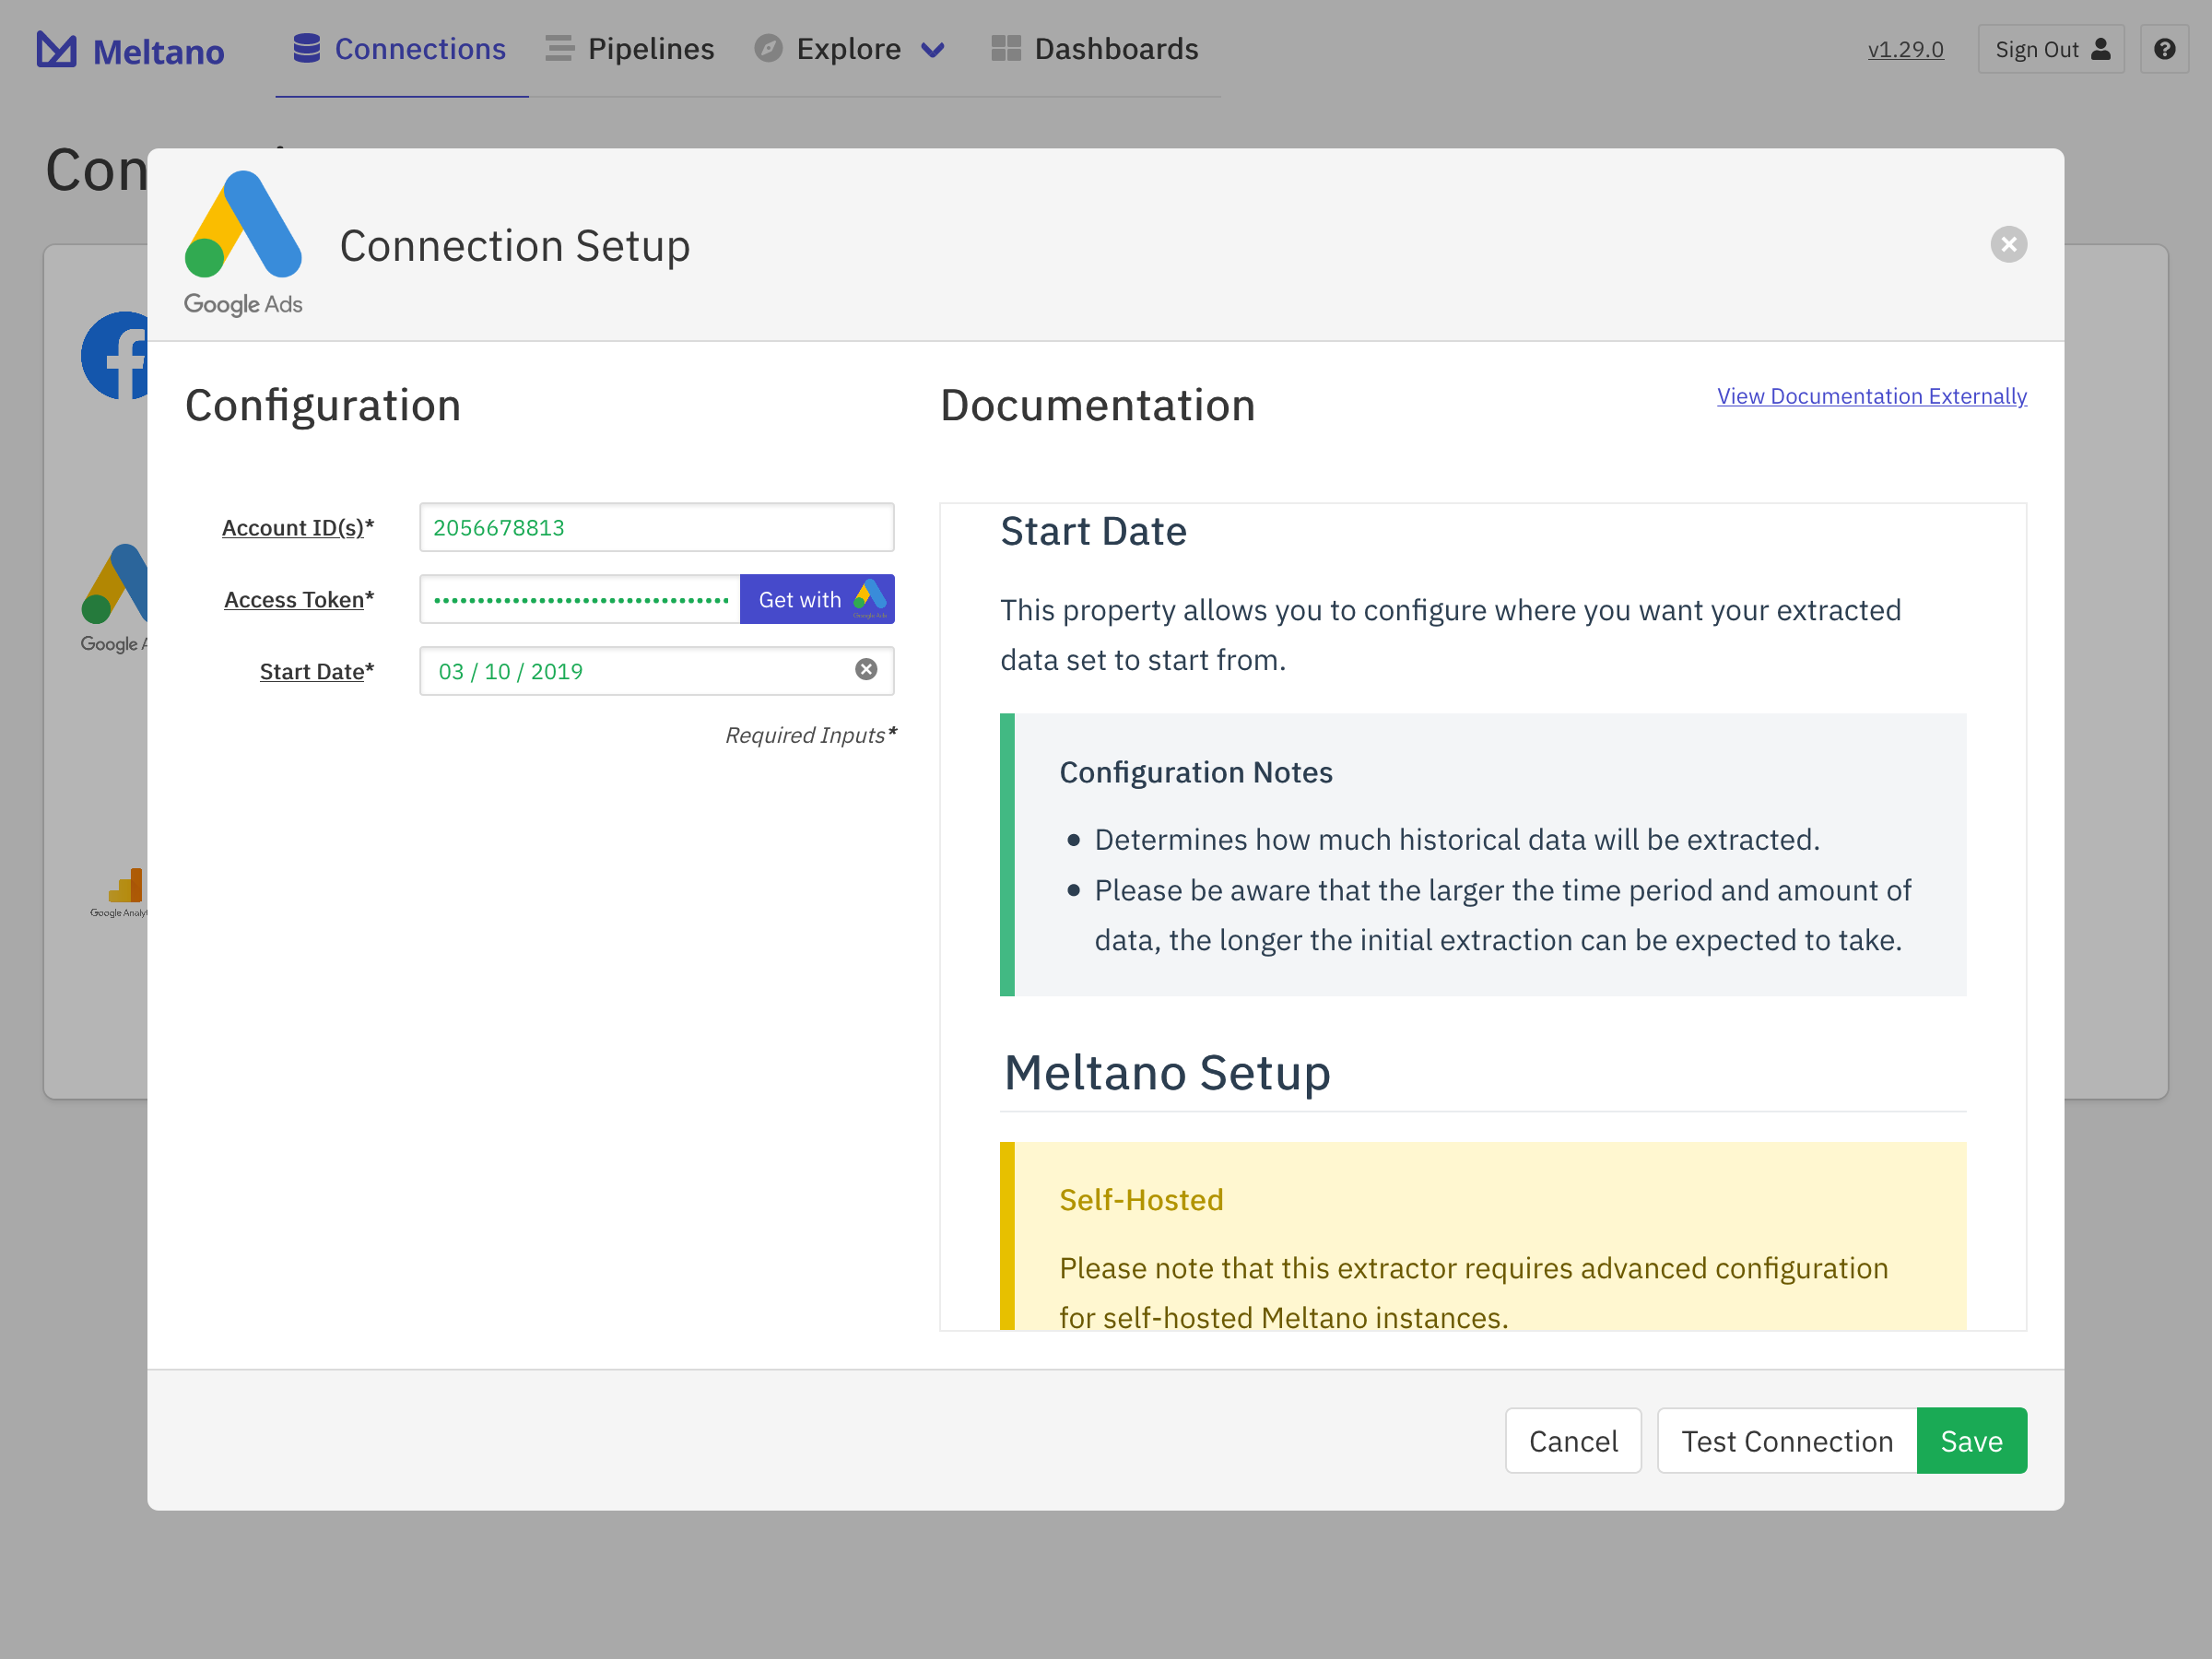 Meltano
Connections
Pipelines
Explore
Dashboards
v1.29.0
Sign Out
Google Ads
Connection Setup
Configuration
Documentation
View Documentation Externally
Account ID(s)*
2056678813
Access Token*
Get with
Start Date*
03 / 10 / 2019
Required Inputs*
Start Date
This property allows you to configure where you want your extracted
data set to start from.
Configuration Notes
Determines how much historical data will be extracted.
Please be aware that the larger the time period and amount of
data, the longer the initial extraction can be expected to take.
Meltano Setup
Self-Hosted
Please note that this extractor requires advanced configuration
for self-hosted Meltano instances.
Google
Google
Cancel
Test Connection
Save